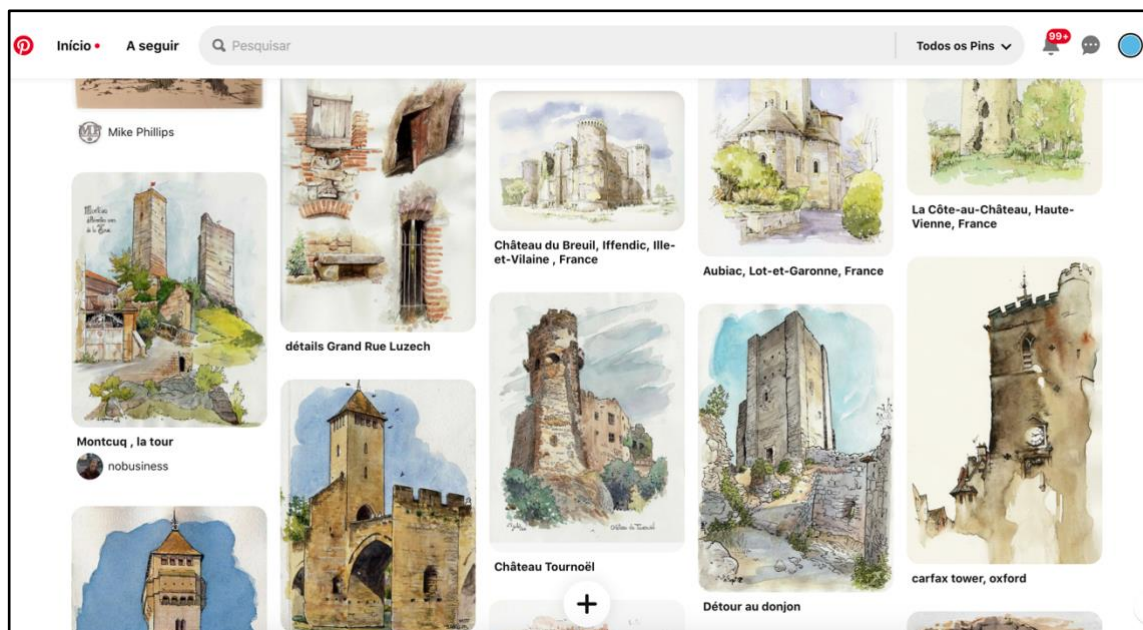 Início
A seguir
Pesquisar
Todos os Pins
99+
Mike Phillips
Montcuq , la tour
nobusiness
détails Grand Rue Luzech
Château du Breuil, Iffendic, Ille-
et-Vilaine , France
Château Tournoël
Aubiac, Lot-et-Garonne, France
Détour au donjon
La Côte-au-Château, Haute-
Vienne, France
carfax tower, oxford